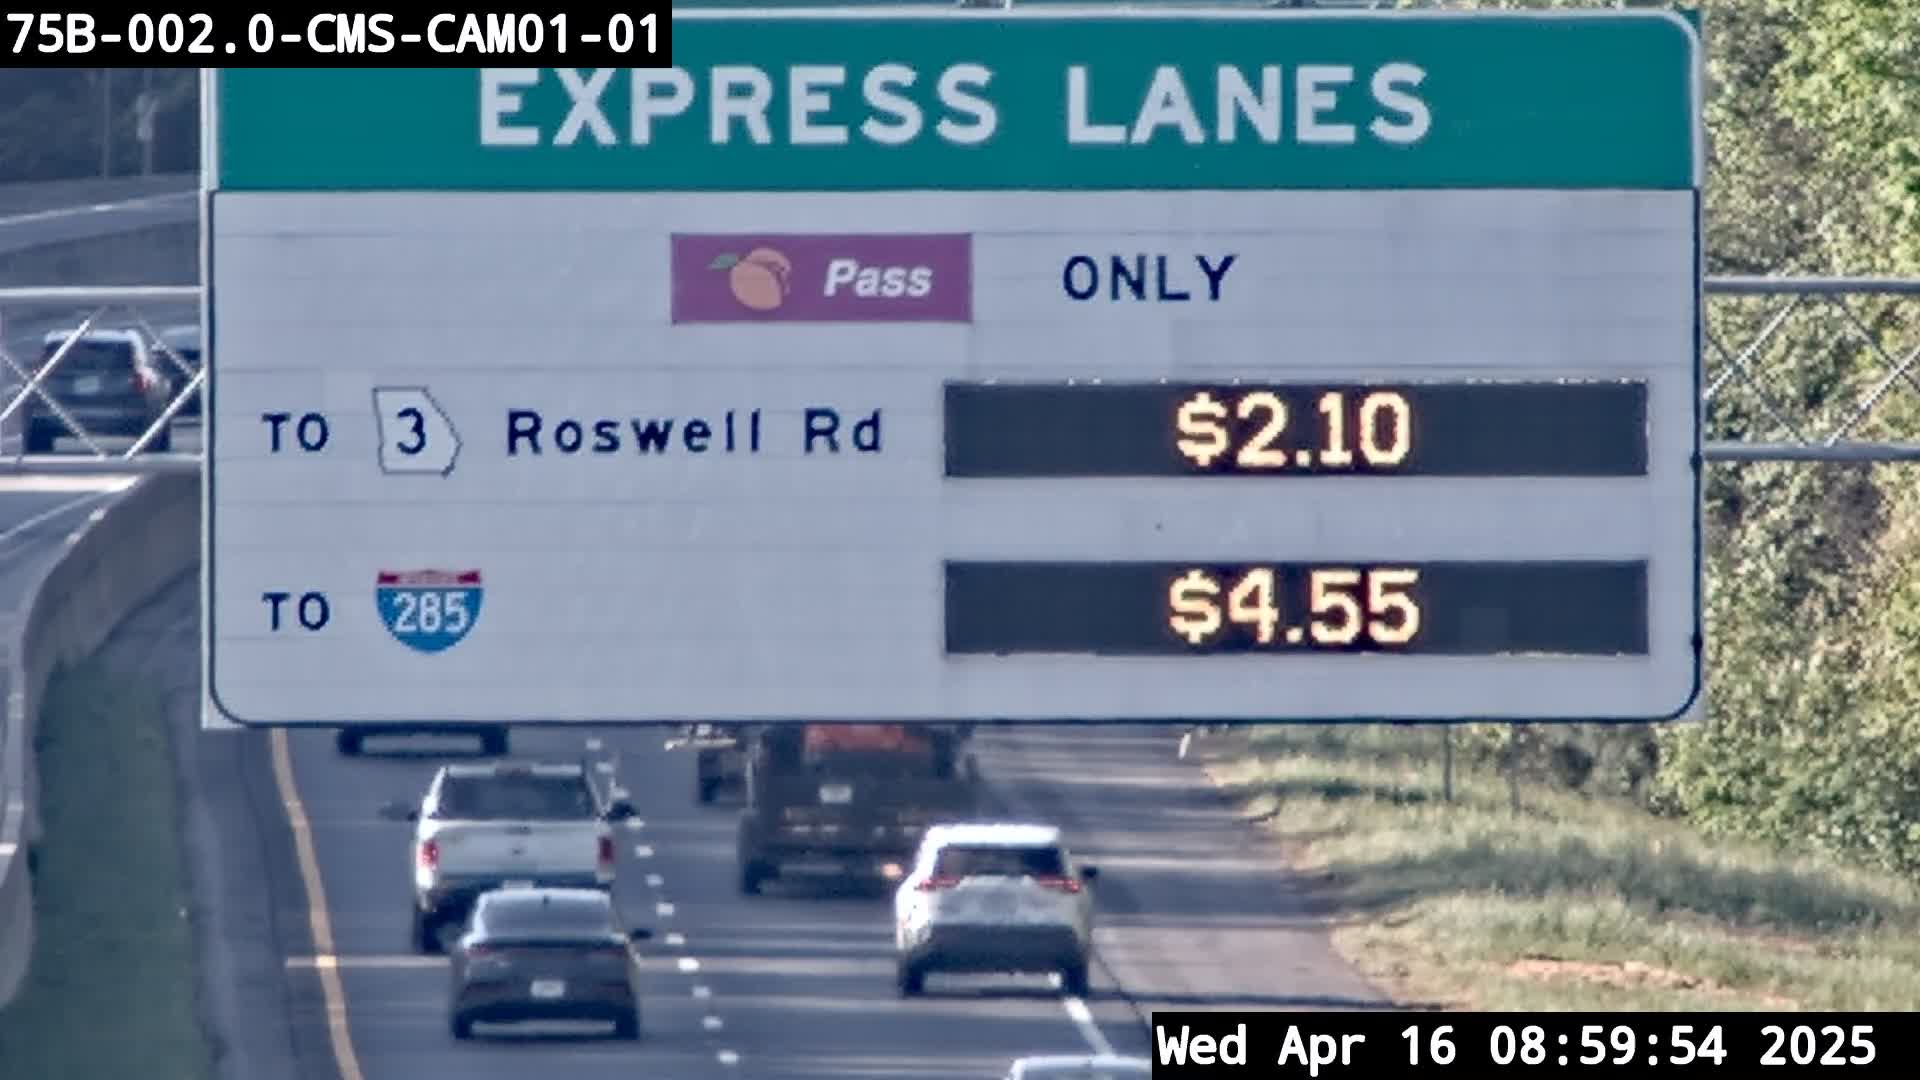 75B-002.0-CMS-CAM01-01
EXPRESS LANES
Pass ONLY
TO 3 Roswell Rd $2.10
TO 285 $4.55
Wed Apr 16 08:59:54 2025